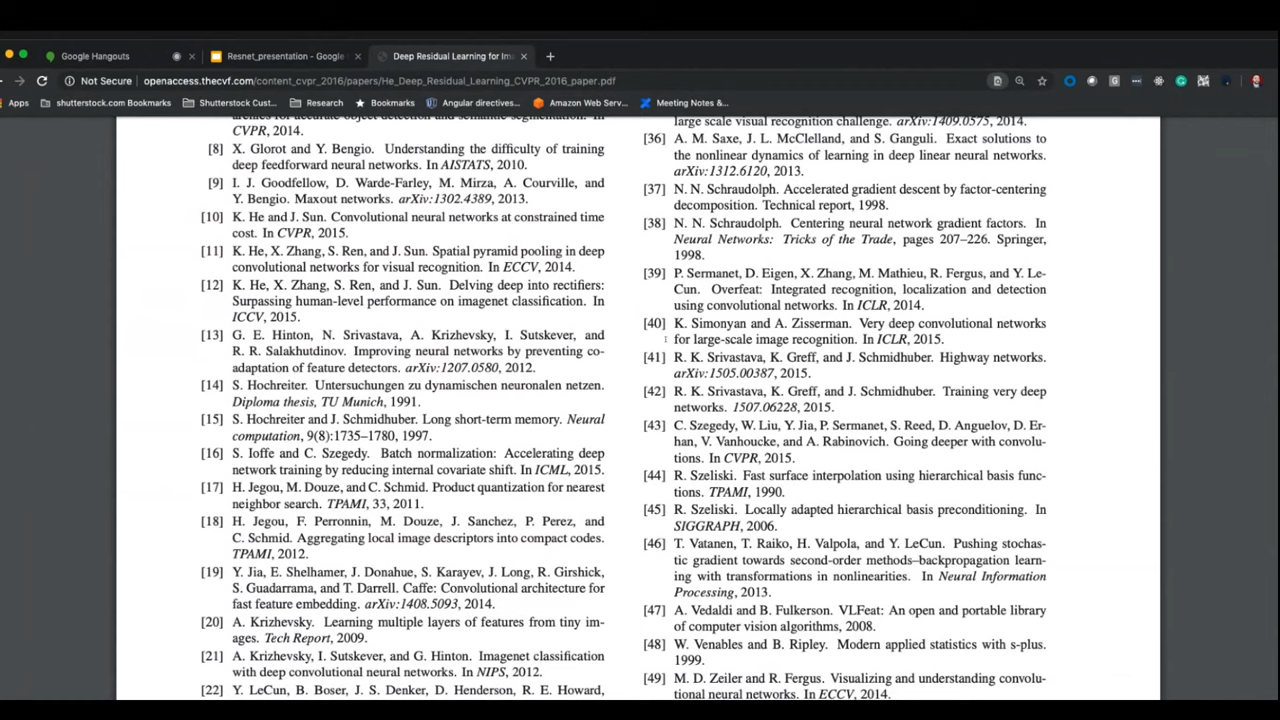 Google Hangouts
Resnet_presentation - Google
Deep Residual Learning for Im
Not Secure
openaccess.thecvf.com/content_cvpr_2016/papers/He_Deep_Residual_Learning_CVPR_2016_paper.pdf
Apps
shutterstock.com Bookmarks
Shutterstock Cust...
Research
Bookmarks
Angular directives...
Amazon Web Serv...
Meeting Notes &...
archies for accurate object detection and semantic segmentation. In
CVPR, 2014.
[8] X. Glorot and Y. Bengio. Understanding the difficulty of training
deep feedforward neural networks. In AISTATS, 2010.
[9] I. J. Goodfellow, D. Warde-Farley, M. Mirza, A. Courville, and
Y. Bengio. Maxout networks. arXiv:1302.4389, 2013.
[10] K. He and J. Sun. Convolutional neural networks at constrained time
cost. In CVPR, 2015.
[11] K. He, X. Zhang, S. Ren, and J. Sun. Spatial pyramid pooling in deep
convolutional networks for visual recognition. In ECCV, 2014.
[12] K. He, X. Zhang, S. Ren, and J. Sun. Delving deep into rectifiers:
Surpassing human-level performance on imagenet classification. In
ICCV, 2015.
[13] G. E. Hinton, N. Srivastava, A. Krizhevsky, I. Sutskever, and
R. R. Salakhutdinov. Improving neural networks by preventing co-
adaptation of feature detectors. arXiv:1207.0580, 2012.
[14] S. Hochreiter. Untersuchungen zu dynamischen neuronalen netzen.
Diploma thesis, TU Munich, 1991.
[15] S. Hochreiter and J. Schmidhuber. Long short-term memory. Neural
computation, 9(8):1735–1780, 1997.
[16] S. Ioffe and C. Szegedy. Batch normalization: Accelerating deep
network training by reducing internal covariate shift. In ICML, 2015.
[17] H. Jegou, M. Douze, and C. Schmid. Product quantization for nearest
neighbor search. TPAMI, 33, 2011.
[18] H. Jegou, F. Perronnin, M. Douze, J. Sanchez, P. Perez, and
C. Schmid. Aggregating local image descriptors into compact codes.
TPAMI, 2012.
[19] Y. Jia, E. Shelhamer, J. Donahue, S. Karayev, J. Long, R. Girshick,
S. Guadarrama, and T. Darrell. Caffe: Convolutional architecture for
fast feature embedding. arXiv:1408.5093, 2014.
[20] A. Krizhevsky. Learning multiple layers of features from tiny im-
ages. Tech Report, 2009.
[21] A. Krizhevsky, I. Sutskever, and G. Hinton. Imagenet classification
with deep convolutional neural networks. In NIPS, 2012.
[22] Y. LeCun, B. Boser, J. S. Denker, D. Henderson, R. E. Howard,
large scale visual recognition challenge. arXiv:1409.0575, 2014.
[36] A. M. Saxe, J. L. McClelland, and S. Ganguli. Exact solutions to
the nonlinear dynamics of learning in deep linear neural networks.
arXiv:1312.6120, 2013.
[37] N. N. Schraudolph. Accelerated gradient descent by factor-centering
decomposition. Technical report, 1998.
[38] N. N. Schraudolph. Centering neural network gradient factors. In
Neural Networks: Tricks of the Trade, pages 207–226. Springer,
1998.
[39] P. Sermanet, D. Eigen, X. Zhang, M. Mathieu, R. Fergus, and Y. Le-
Cun. Overfeat: Integrated recognition, localization and detection
using convolutional networks. In ICLR, 2014.
[40] K. Simonyan and A. Zisserman. Very deep convolutional networks
for large-scale image recognition. In ICLR, 2015.
[41] R. K. Srivastava, K. Greff, and J. Schmidhuber. Highway networks.
arXiv:1505.00387, 2015.
[42] R. K. Srivastava, K. Greff, and J. Schmidhuber. Training very deep
networks. 1507.06228, 2015.
[43] C. Szegedy, W. Liu, Y. Jia, P. Sermanet, S. Reed, D. Anguelov, D. Er-
han, V. Vanhoucke, and A. Rabinovich. Going deeper with convolu-
tions. In CVPR, 2015.
[44] R. Szeliski. Fast surface interpolation using hierarchical basis func-
tions. TPAMI, 1990.
[45] R. Szeliski. Locally adapted hierarchical basis preconditioning. In
SIGGRAPH, 2006.
[46] T. Vatanen, T. Raiko, H. Valpola, and Y. LeCun. Pushing stochas-
tic gradient towards second-order methods–backpropagation learn-
ing with transformations in nonlinearities. In Neural Information
Processing, 2013.
[47] A. Vedaldi and B. Fulkerson. VLFeat: An open and portable library
of computer vision algorithms, 2008.
[48] W. Venables and B. Ripley. Modern applied statistics with s-plus.
1999.
[49] M. D. Zeiler and R. Fergus. Visualizing and understanding convolu-
tional neural networks. In ECCV, 2014.